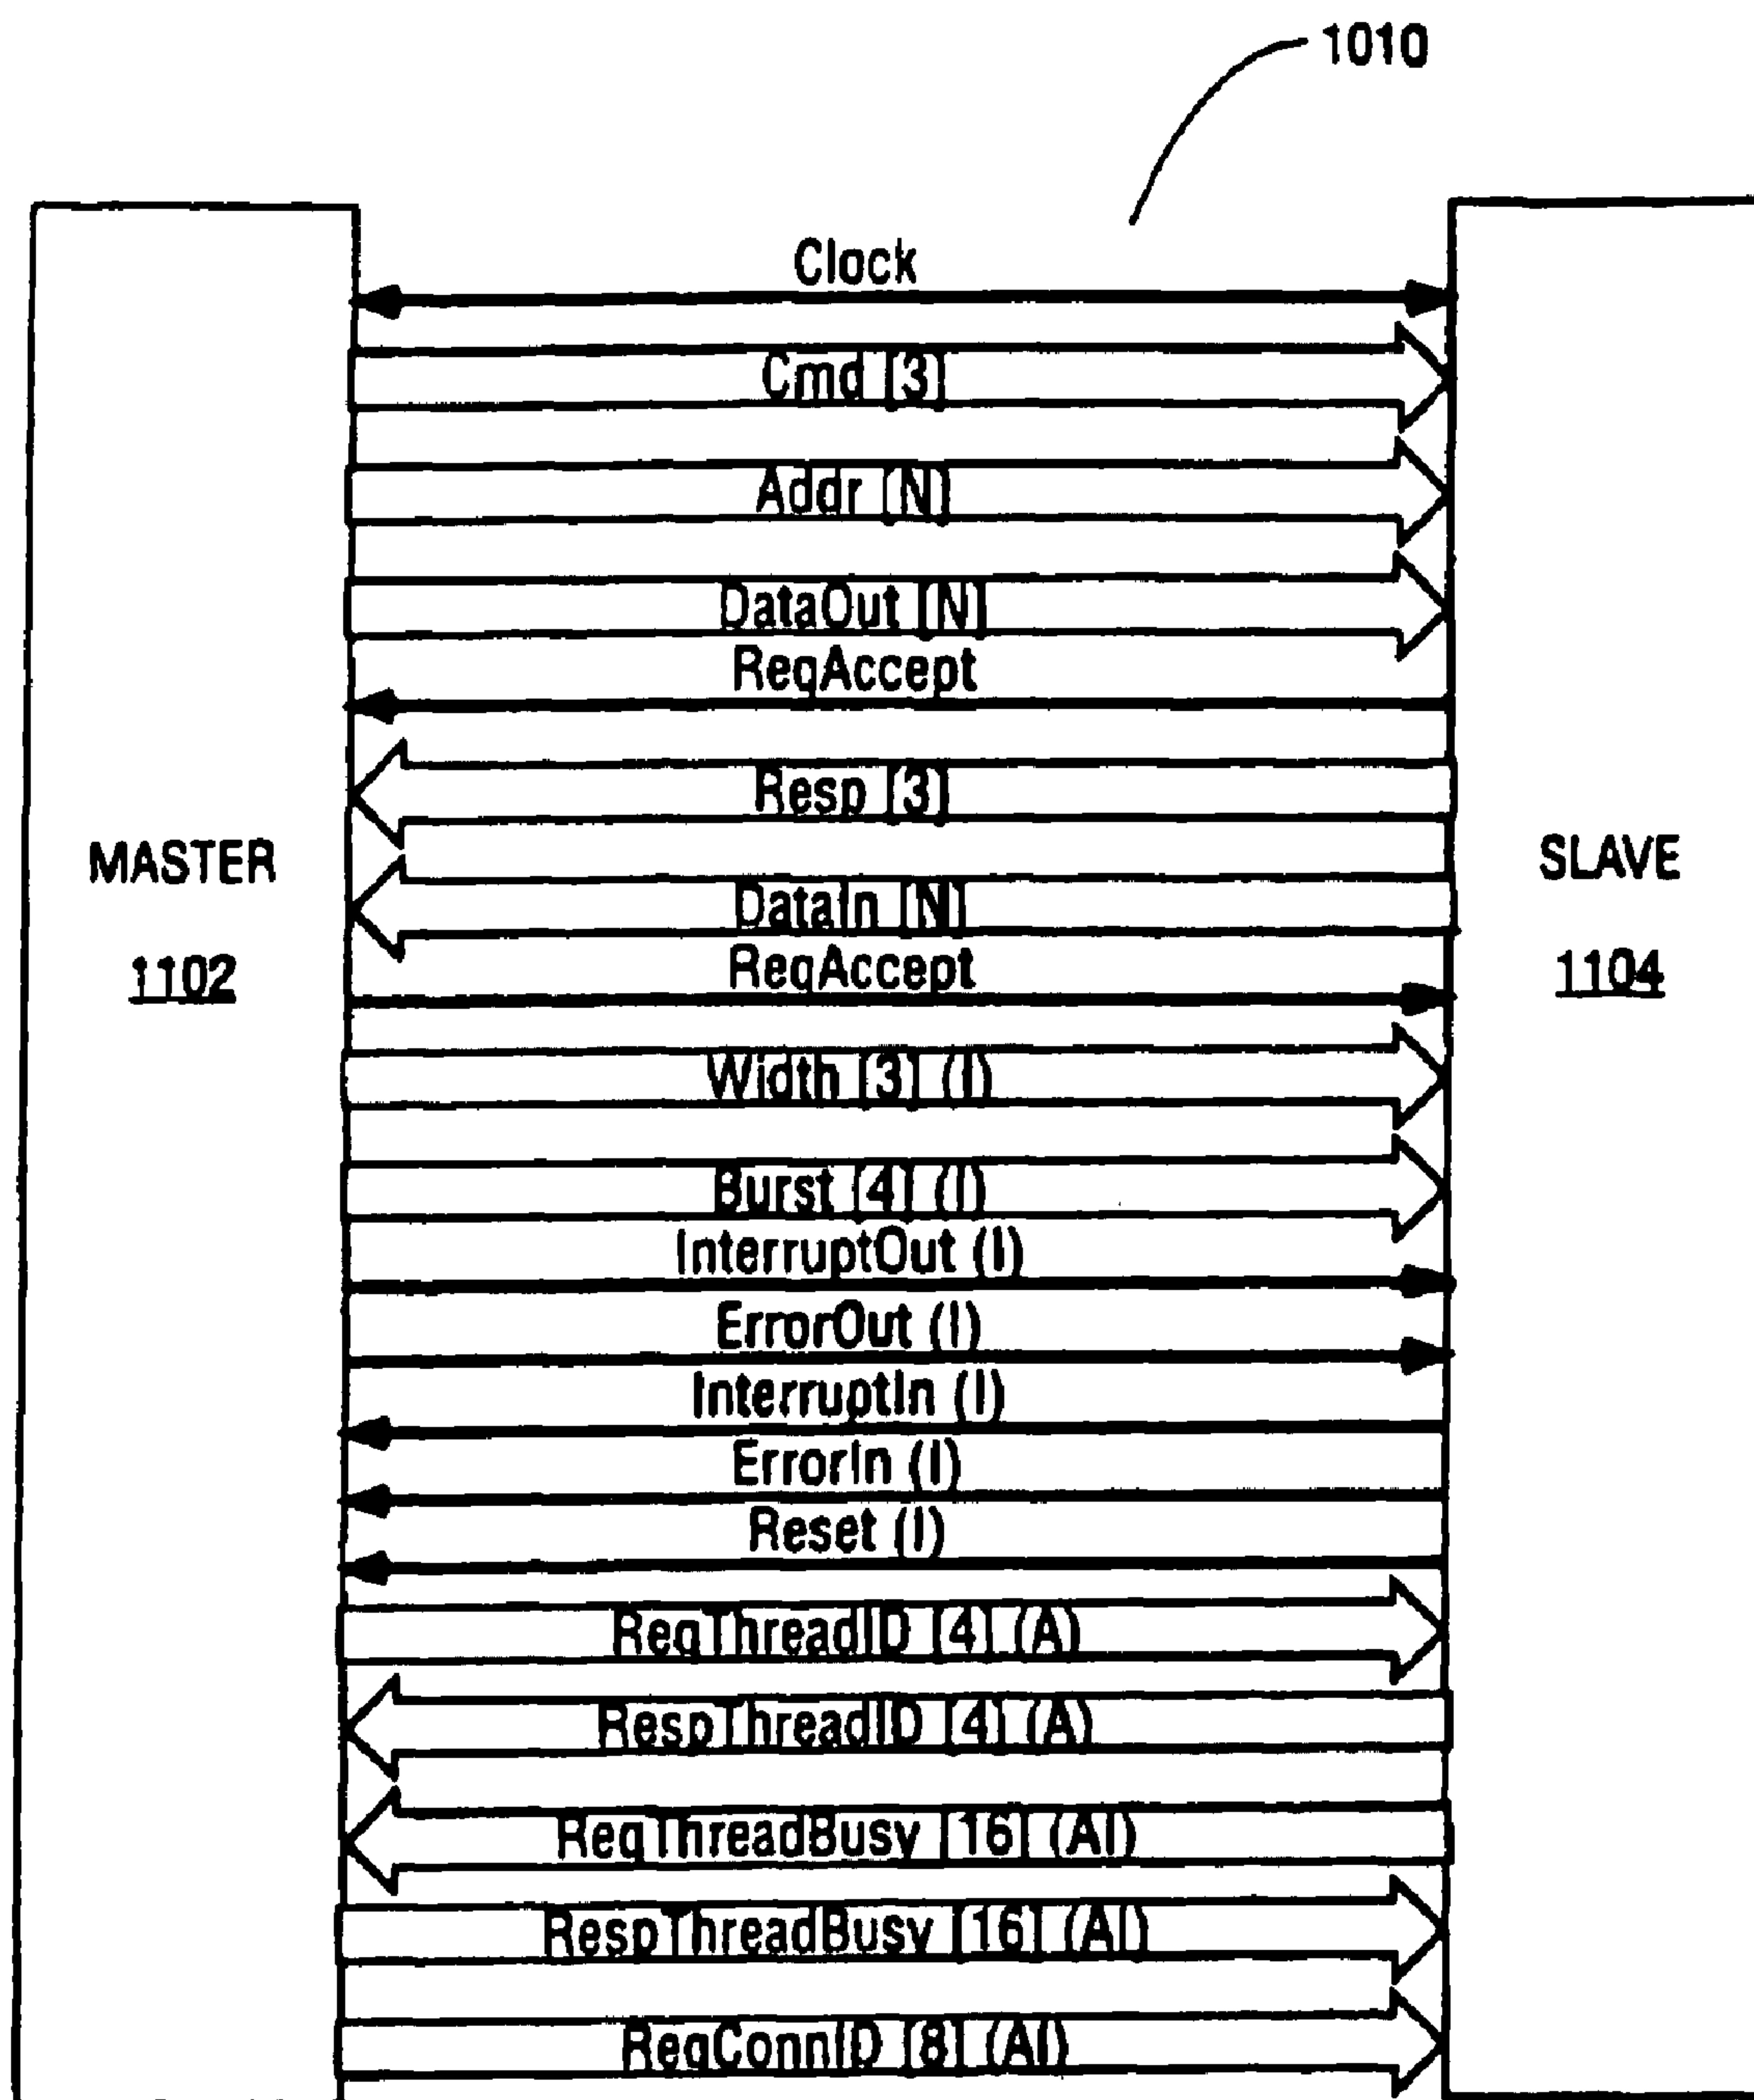 1010
Clock
Cmd [3]
Addr [N]
DataOut [N]
ReqAccept
Resp [3]
MASTER
SLAVE
DataIn [N]
1102
ReqAccept
1104
Width [3] (I)
Burst [4] (I)
InterruptOut (I)
ErrorOut (I)
InterruptIn (I)
ErrorIn (I)
Reset (I)
ReqThreadID [4] (A)
RespThreadID [4] (A)
ReqThreadBusy [16] (AI)
RespThreadBusy [16] (AI)
ReqConnID [8] (AI)